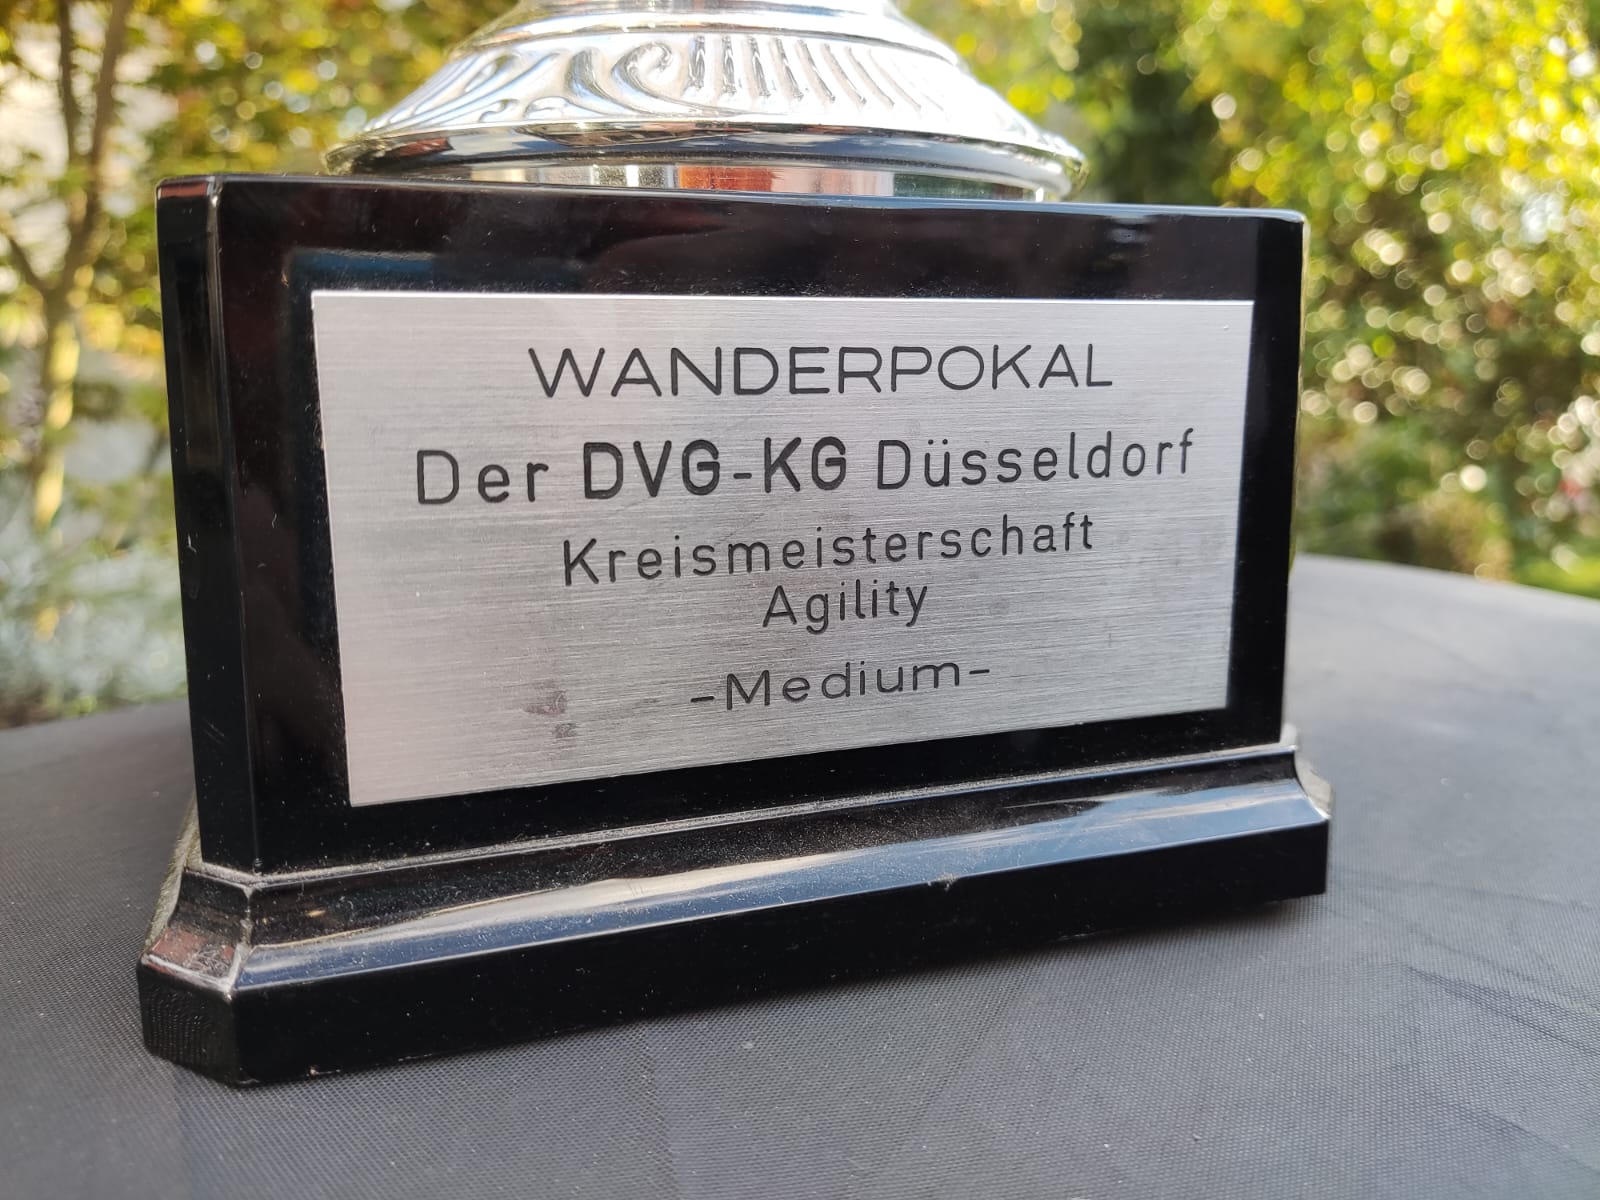 WANDERPOKAL
Der DVG-KG Düsseldorf
Kreismeisterschaft
Agility
-Medium-